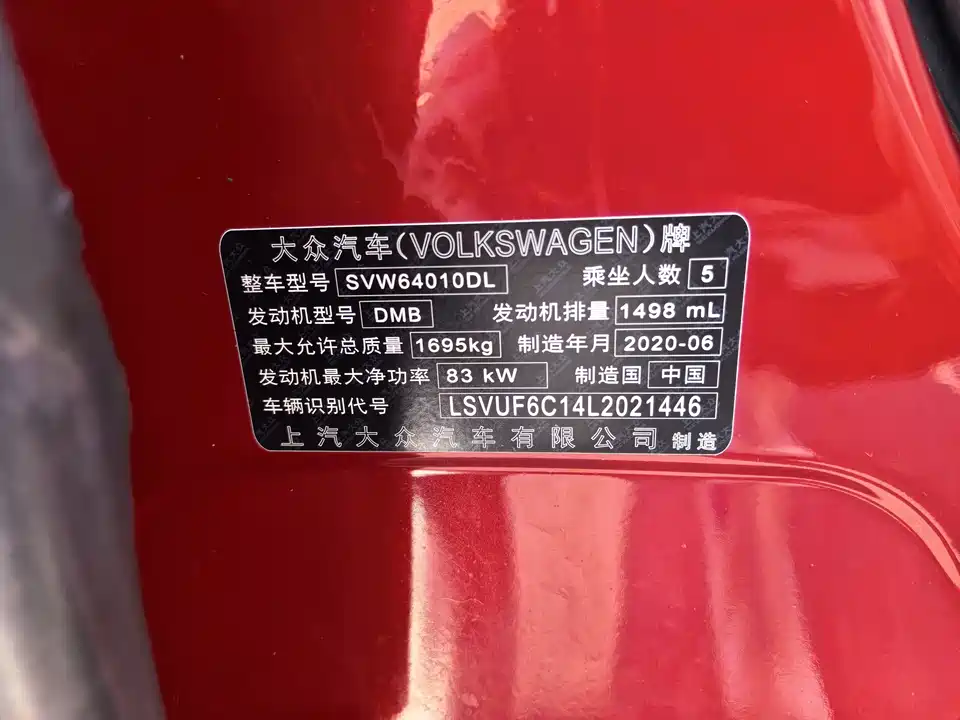 大众汽车(VOLKSWAGEN)牌
整车型号 SVW64010DL 乘坐人数 5
发动机型号 DMB 发动机排量 1498 mL
最大允许总质量 1695kg 制造年月 2020-06
发动机最大净功率 83 kW 制造国 中国
车辆识别代号 LSVUF6C14L2021446
上汽大众汽车有限公司 制造